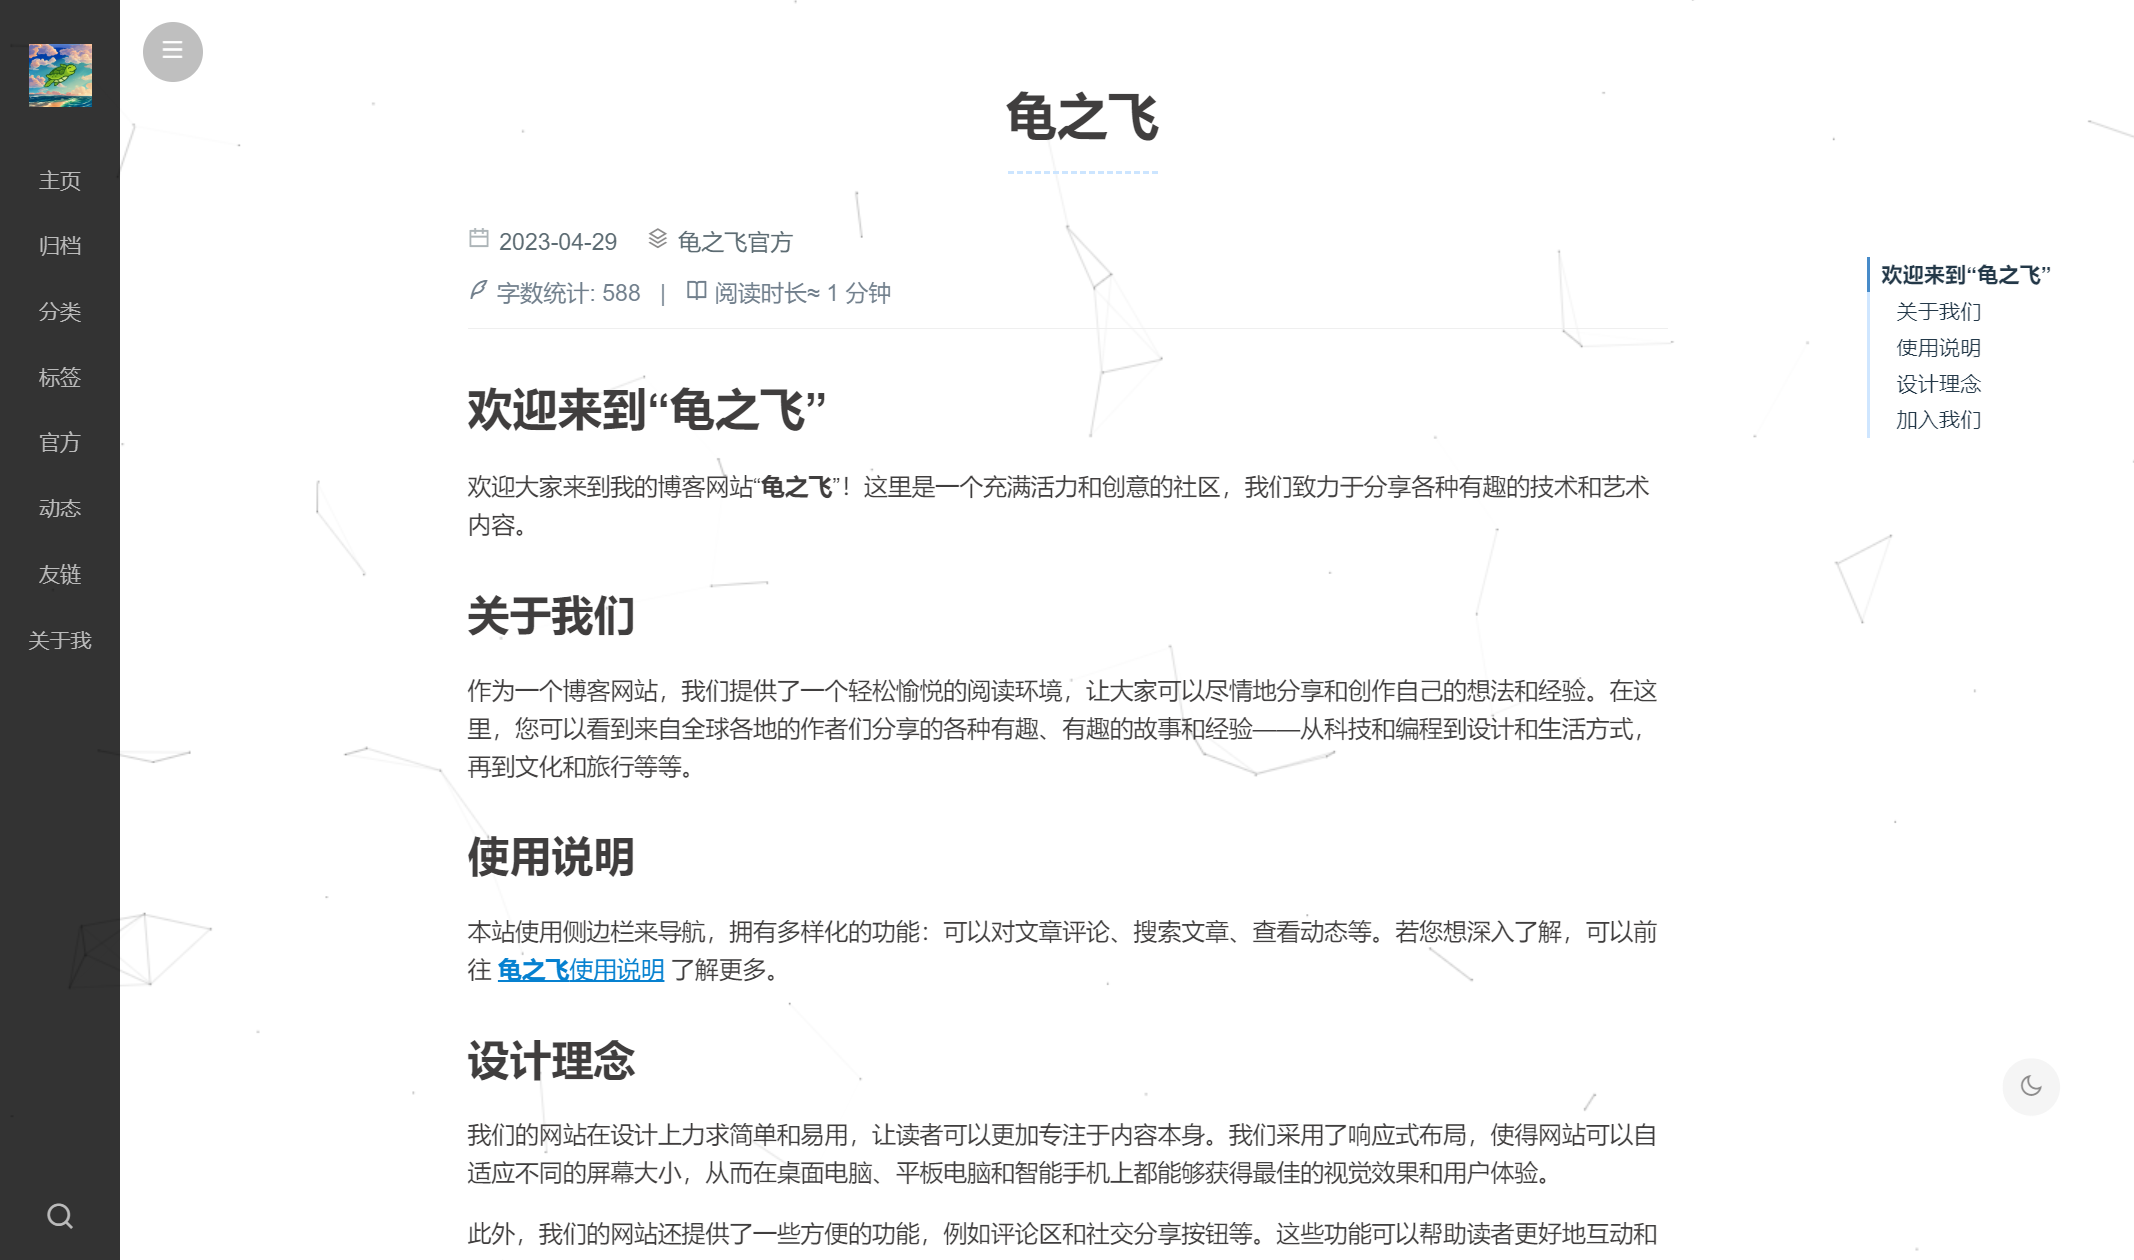 主页
归档
分类
标签
官方
动态
友链
关于我
龟之飞
2023-04-29 龟之飞官方
字数统计: 588 | 阅读时长≈ 1 分钟
欢迎来到“龟之飞”
欢迎大家来到我的博客网站“龟之飞”！这里是一个充满活力和创意的社区，我们致力于分享各种有趣的技术和艺术
内容。
关于我们
作为一个博客网站，我们提供了一个轻松愉悦的阅读环境，让大家可以尽情地分享和创作自己的想法和经验。在这
里，您可以看到来自全球各地的作者们分享的各种有趣、有趣的故事和经验——从科技和编程到设计和生活方式，
再到文化和旅行等等。
使用说明
本站使用侧边栏来导航，拥有多样化的功能：可以对文章评论、搜索文章、查看动态等。若您想深入了解，可以前
往 龟之飞使用说明 了解更多。
设计理念
我们的网站在设计上力求简单和易用，让读者可以更加专注于内容本身。我们采用了响应式布局，使得网站可以自
适应不同的屏幕大小，从而在桌面电脑、平板电脑和智能手机上都能够获得最佳的视觉效果和用户体验。
此外，我们的网站还提供了一些方便的功能，例如评论区和社交分享按钮等。这些功能可以帮助读者更好地互动和
欢迎来到“龟之飞”
关于我们
使用说明
设计理念
加入我们